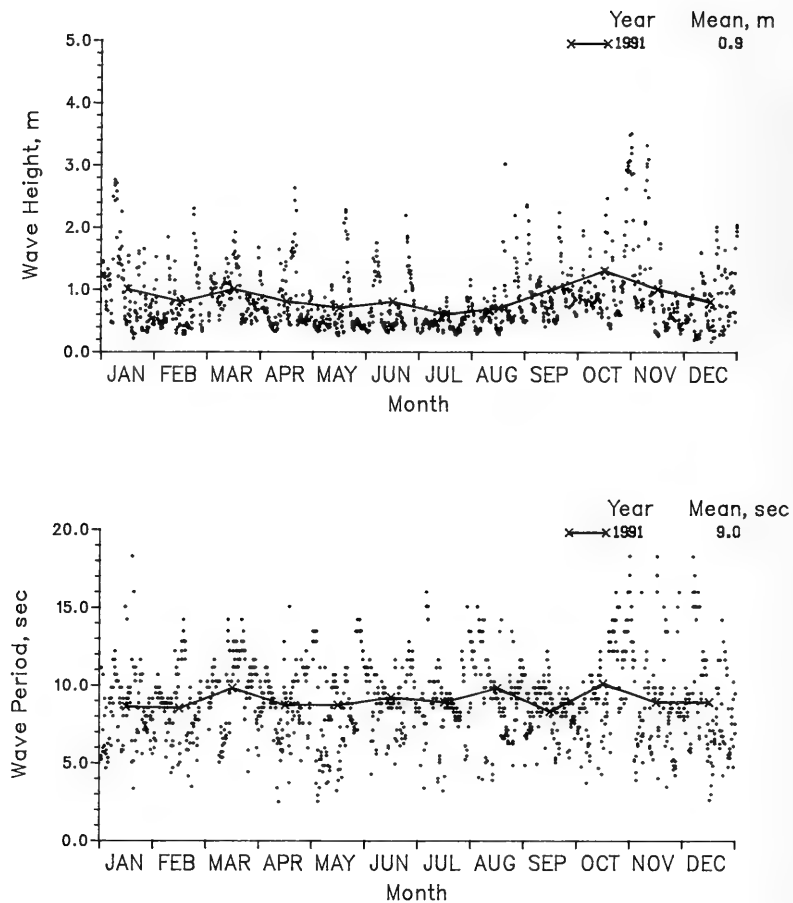 Year Mean, m
1991 0.9
5.0
4.0
3.0
2.0
1.0
0.0
Wave Height, m
JAN FEB MAR APR MAY JUN JUL AUG SEP OCT NOV DEC
Month
Year Mean, sec
1991 9.0
20.0
15.0
10.0
5.0
0.0
Wave Period, sec
JAN FEB MAR APR MAY JUN JUL AUG SEP OCT NOV DEC
Month